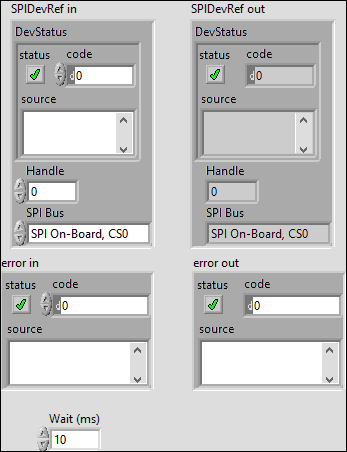 SPIDevRef in
DevStatus
status code
d 0
source
Handle
0
SPI Bus
SPI On-Board, CS0
SPIDevRef out
DevStatus
status code
d 0
source
Handle
0
SPI Bus
SPI On-Board, CS0
error in
status code
d 0
source
error out
status code
d 0
source
Wait (ms)
10